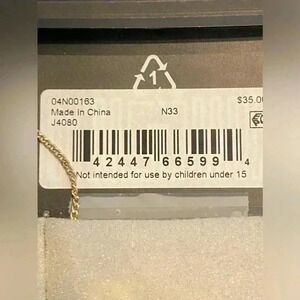 1
04N00163 N33 $35.00
Made In China
J4080
42447 66599 4
Not intended for use by children under 15